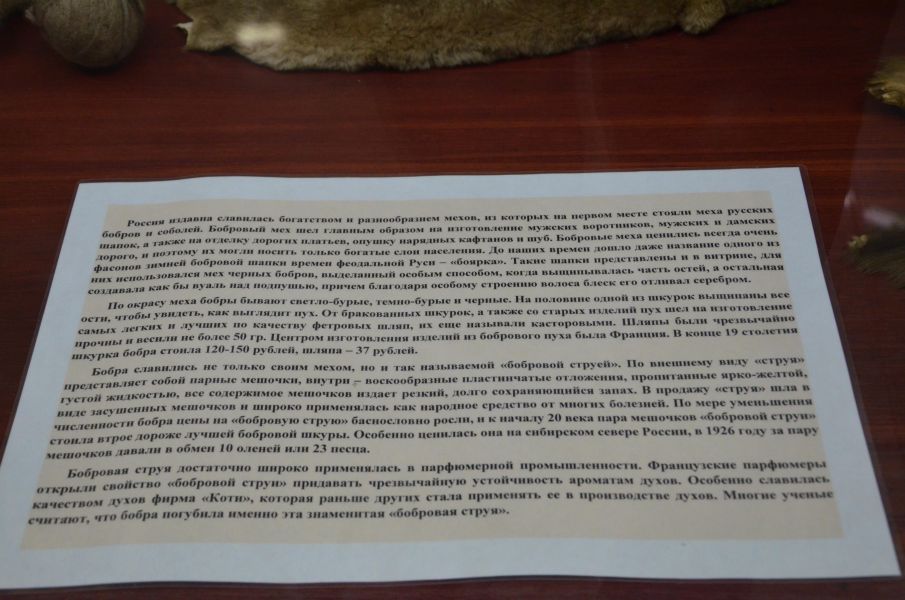 Россия издавна славилась богатством и разнообразием мехов, из которых на первом месте стояли меха русских
бобров и соболей. Бобровый мех шел главным образом на изготовление мужских воротников, мужских и дамских
шапок, а также на отделку дорогих платьев, опушку нарядных кафтанов и шуб. Бобровые меха ценились всегда очень
дорого, и поэтому их могли носить только богатые слои населения. До наших времен дошло даже название одного из
фасонов зимней бобровой шапки времен феодальной Руси – «боярка». Такие шапки представлены и в витрине, для
них использовался мех черных бобров, выделанный особым способом, когда выщипывалась часть остей, а остальная
создавала как бы вуаль над подпушью, причем благодаря особому строению волоса блеск его отливал серебром.
По окрасу меха бобры бывают светло-бурые, темно-бурые и черные. На половине одной из шкурок выщипаны все
ости, чтобы увидеть, как выглядит пух. От бракованных шкурок, а также со старых изделий пух шел на изготовление
самых легких и лучших по качеству фетровых шляп, их еще называли касторовыми. Шляпы были чрезвычайно
прочны и весили не более 50 гр. Центром изготовления изделий из бобрового пуха была Франция. В конце 19 столетия
шкурка бобра стоила 120-150 рублей, шляпа – 37 рублей.
Бобра славились не только своим мехом, но и так называемой «бобровой струей». По внешнему виду «струя»
представляет собой парные мешочки, внутри – воскообразные пластинчатые отложения, пропитанные ярко-желтой,
густой жидкостью, все содержимое мешочков издает резкий, долго сохраняющийся запах. В продажу «струя» шла в
виде засушенных мешочков и широко применялась как народное средство от многих болезней. По мере уменьшения
численности бобра цены на «бобровую струю» баснословно росли, и к началу 20 века пара мешочков «бобровой струи»
стоила втрое дороже лучшей бобровой шкуры. Особенно ценилась она на сибирском севере России, в 1926 году за пару
мешочков давали в обмен 10 оленей или 23 песца.
Бобровая струя достаточно широко применялась в парфюмерной промышленности. Французские парфюмеры
открыли свойство «бобровой струи» придавать чрезвычайную устойчивость ароматам духов. Особенно славилась
качеством духов фирма «Коти», которая раньше других стала применять ее в производстве духов. Многие ученые
считают, что бобра погубила именно эта знаменитая «бобровая струя».